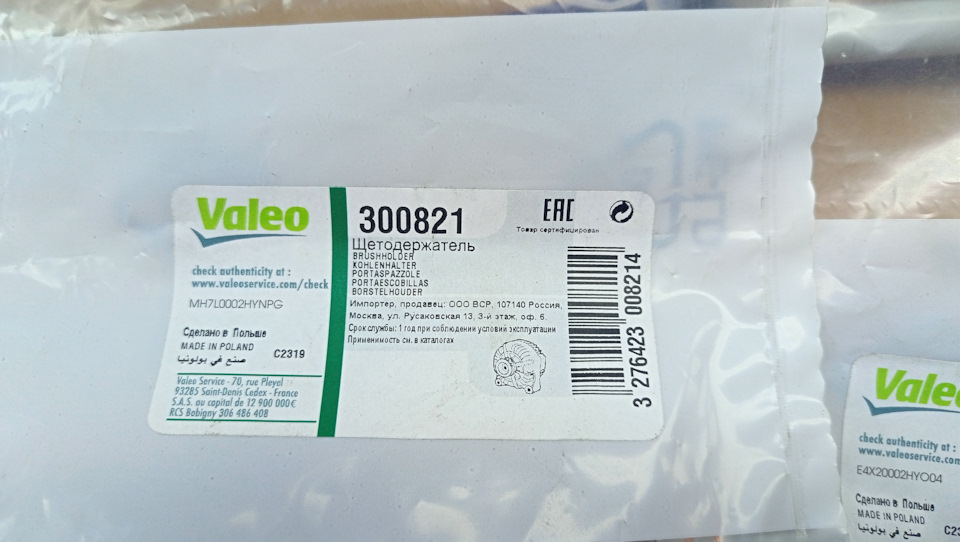 Valeo
check authenticity at :
www.valeoservice.com/check
MH7L0002HYNPG
Сделано в Польше
MADE IN POLAND
صنع في بولونيا
C2319
Valeo Service - 70, rue Pleyel
93285 Saint-Denis Cedex - France
S.A.S. au capital de 12 900 000€
RCS Bobigny 306 486 408
300821
Щетодержатель
BRUSHHOLDER
KOHLENHALTER
PORTASPAZZOLE
PORTAESCOBILLAS
BORSTELHOUDER
EAC
Товар сертифицирован
Импортер, продавец: ООО ВСР, 107140 Россия,
Москва, ул. Русаковская 13, 3-й этаж, оф. 6.
Срок службы: 1 год при соблюдении условий эксплуатации
Применимость см. в каталогах
3 276423 008214
Valeo
check authenticity at :
www.valeoservice.com
E4X20002HYO04
Сделано в Польше
MADE IN POLAND
صنع في بولونيا